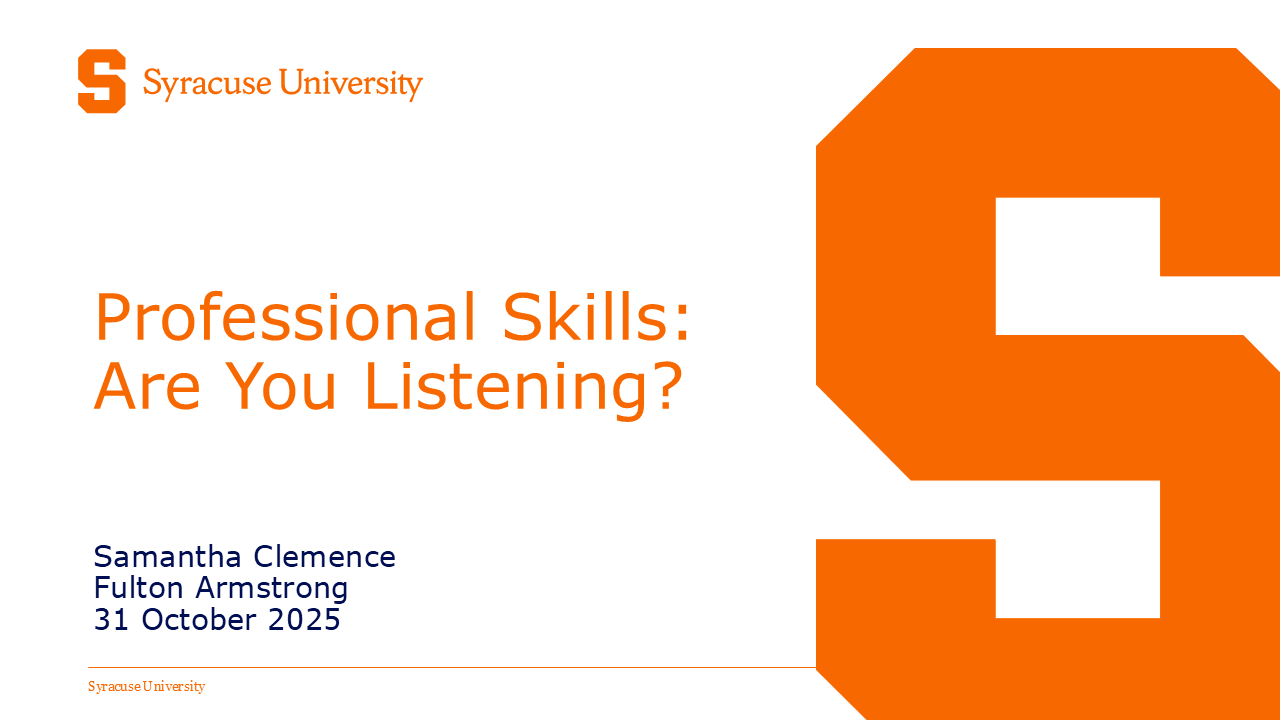 Syracuse University
Professional Skills:
Are You Listening?
Samantha Clemence
Fulton Armstrong
31 October 2025
Syracuse University